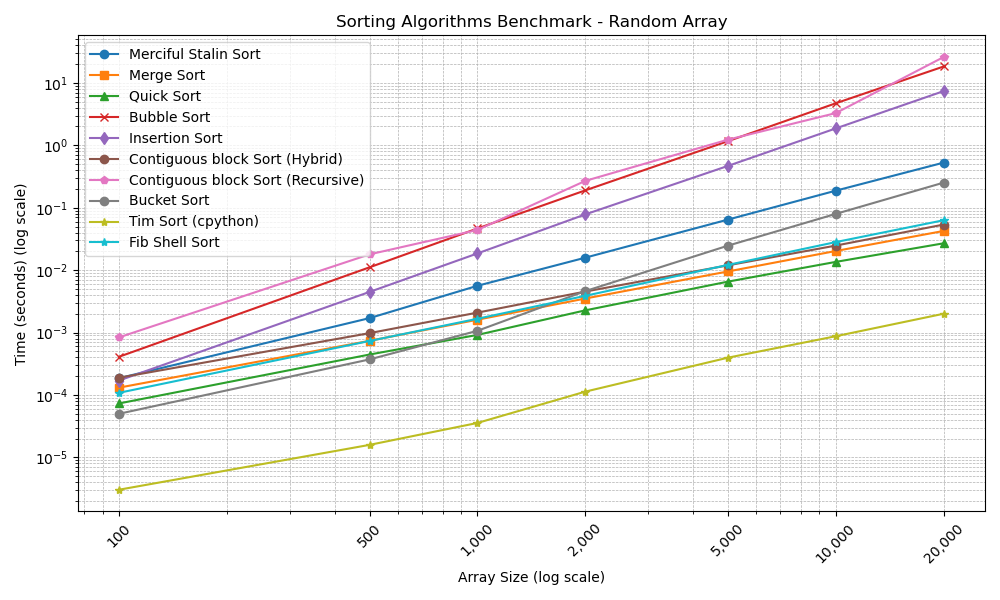 Sorting Algorithms Benchmark - Random Array
Merciful Stalin Sort
Merge Sort
Quick Sort
Bubble Sort
Insertion Sort
Contiguous block Sort (Hybrid)
Contiguous block Sort (Recursive)
Bucket Sort
Tim Sort (cpython)
Fib Shell Sort
Time (seconds) (log scale)
10¹
10⁰
10⁻¹
10⁻²
10⁻³
10⁻⁴
10⁻⁵
100
500
1,000
2,000
5,000
10,000
20,000
Array Size (log scale)